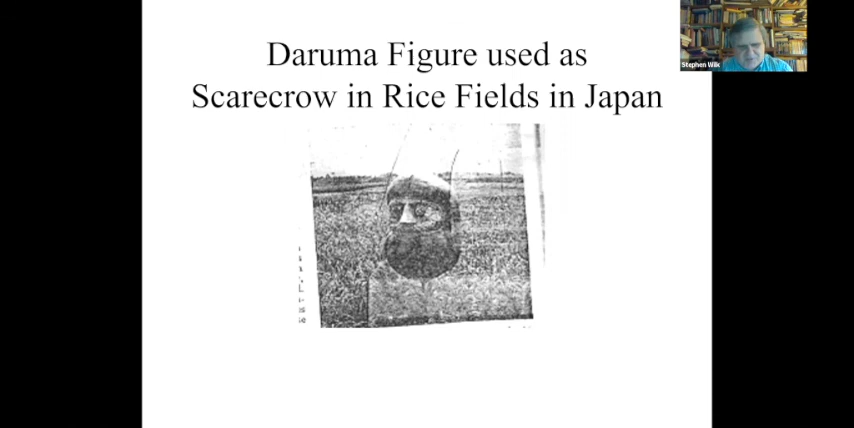 Daruma Figure used as
Scarecrow in Rice Fields in Japan
Stephen Wilk